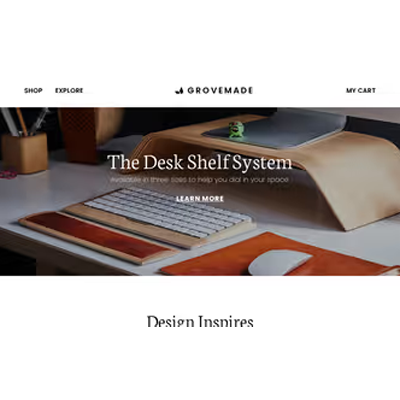 SHOP EXPLORE GROVEMADE MY CART
The Desk Shelf System
Available in three sizes to help you dial in your space
LEARN MORE
Design Inspires